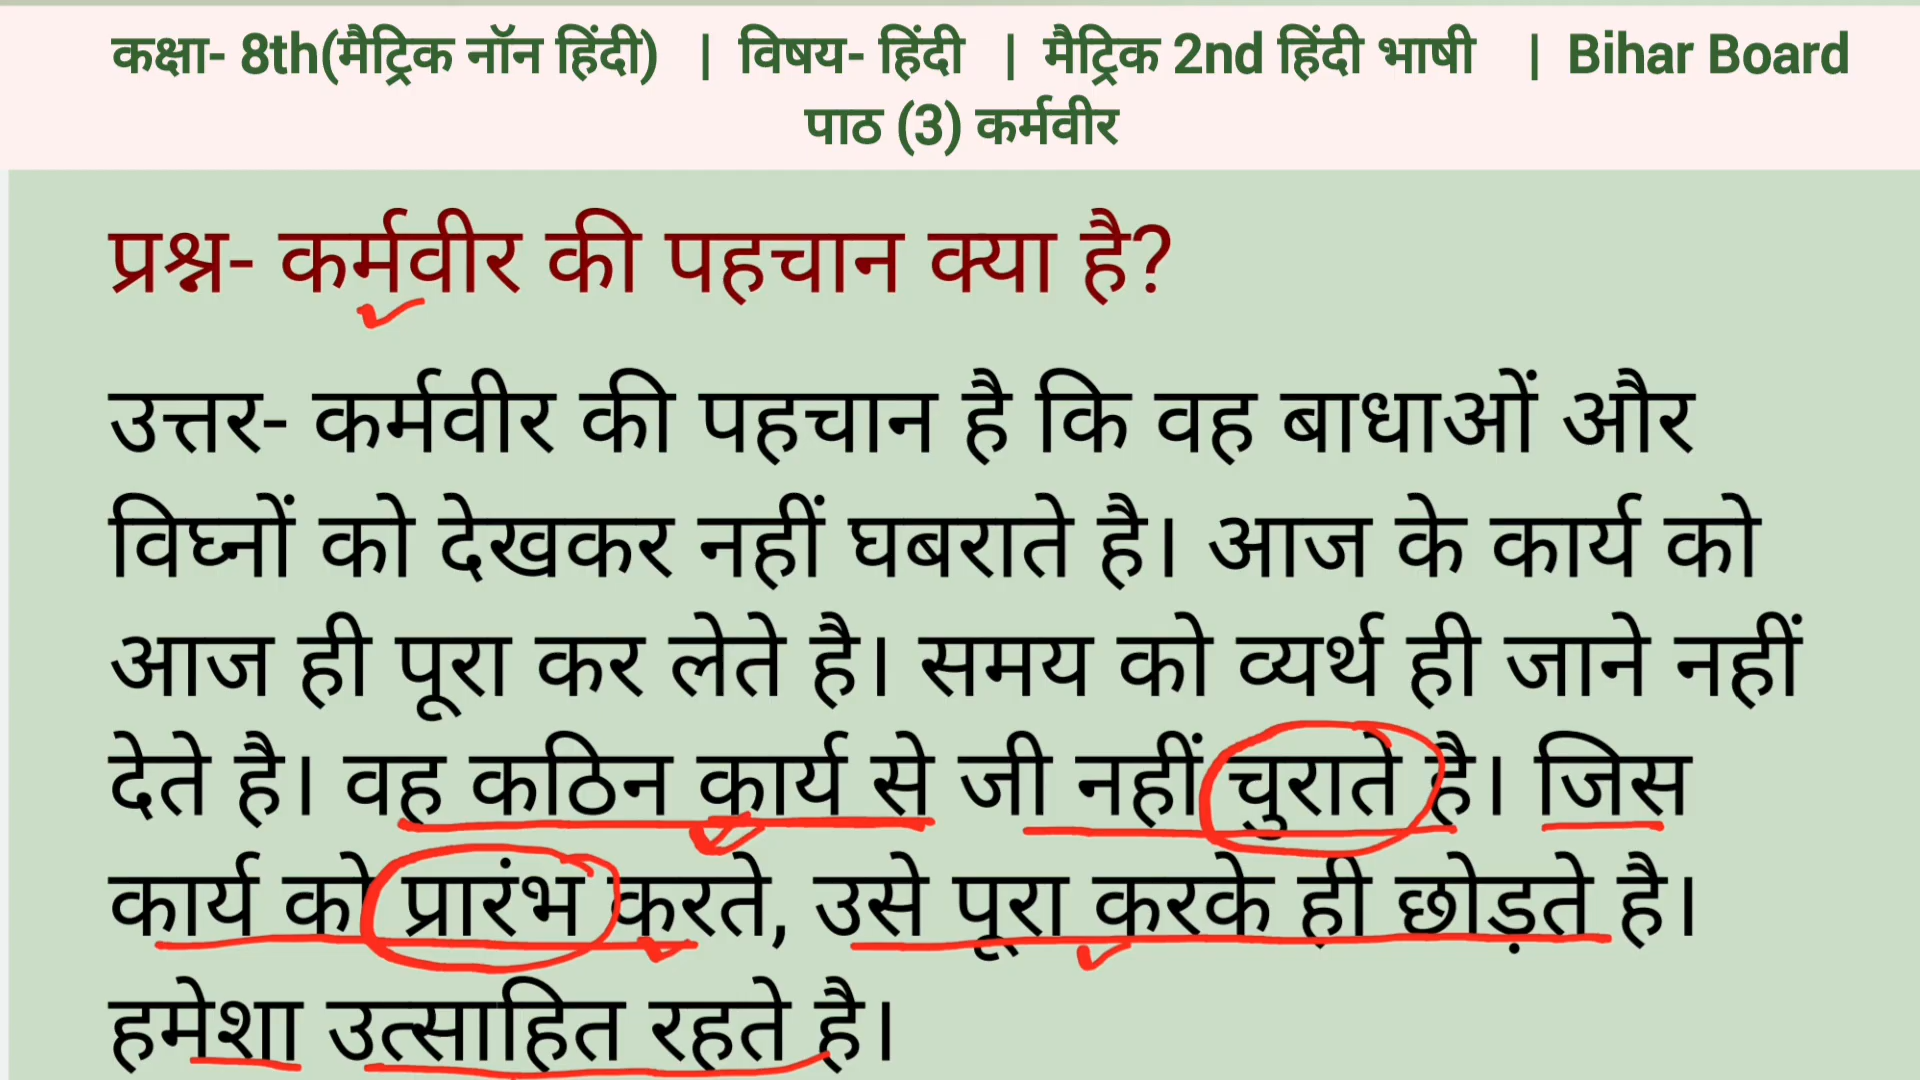 कक्षा- 8th(मैट्रिक नॉन हिंदी) | विषय- हिंदी | मैट्रिक 2nd हिंदी भाषी | Bihar Board
पाठ (3) कर्मवीर
प्रश्न- कर्मवीर की पहचान क्या है?
उत्तर- कर्मवीर की पहचान है कि वह बाधाओं और
विघ्नों को देखकर नहीं घबराते है। आज के कार्य को
आज ही पूरा कर लेते है। समय को व्यर्थ ही जाने नहीं
देते है। वह कठिन कार्य से जी नहीं चुराते है। जिस
कार्य को प्रारंभ करते, उसे पूरा करके ही छोड़ते है।
हमेशा उत्साहित रहते है।